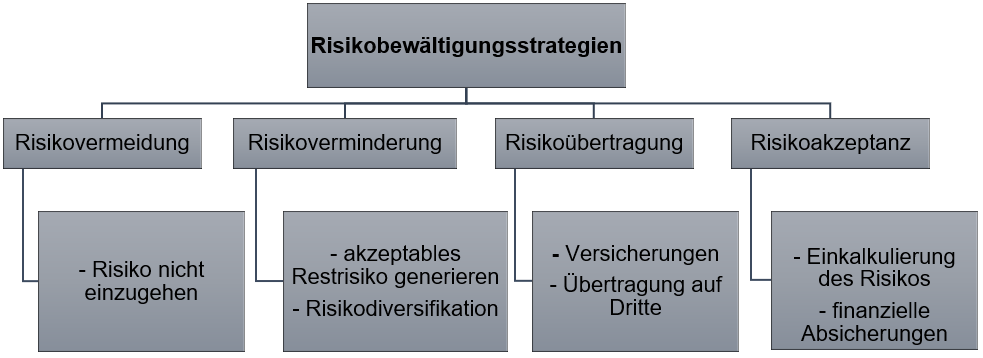 Risikobewältigungsstrategien
Risikovermeidung
Risikoverminderung
Risikoübertragung
Risikoakzeptanz
- Risiko nicht
einzugehen
- akzeptables
Restrisiko generieren
- Risikodiversifikation
- Versicherungen
- Übertragung auf
Dritte
- Einkalkulierung
des Risikos
- finanzielle
Absicherungen